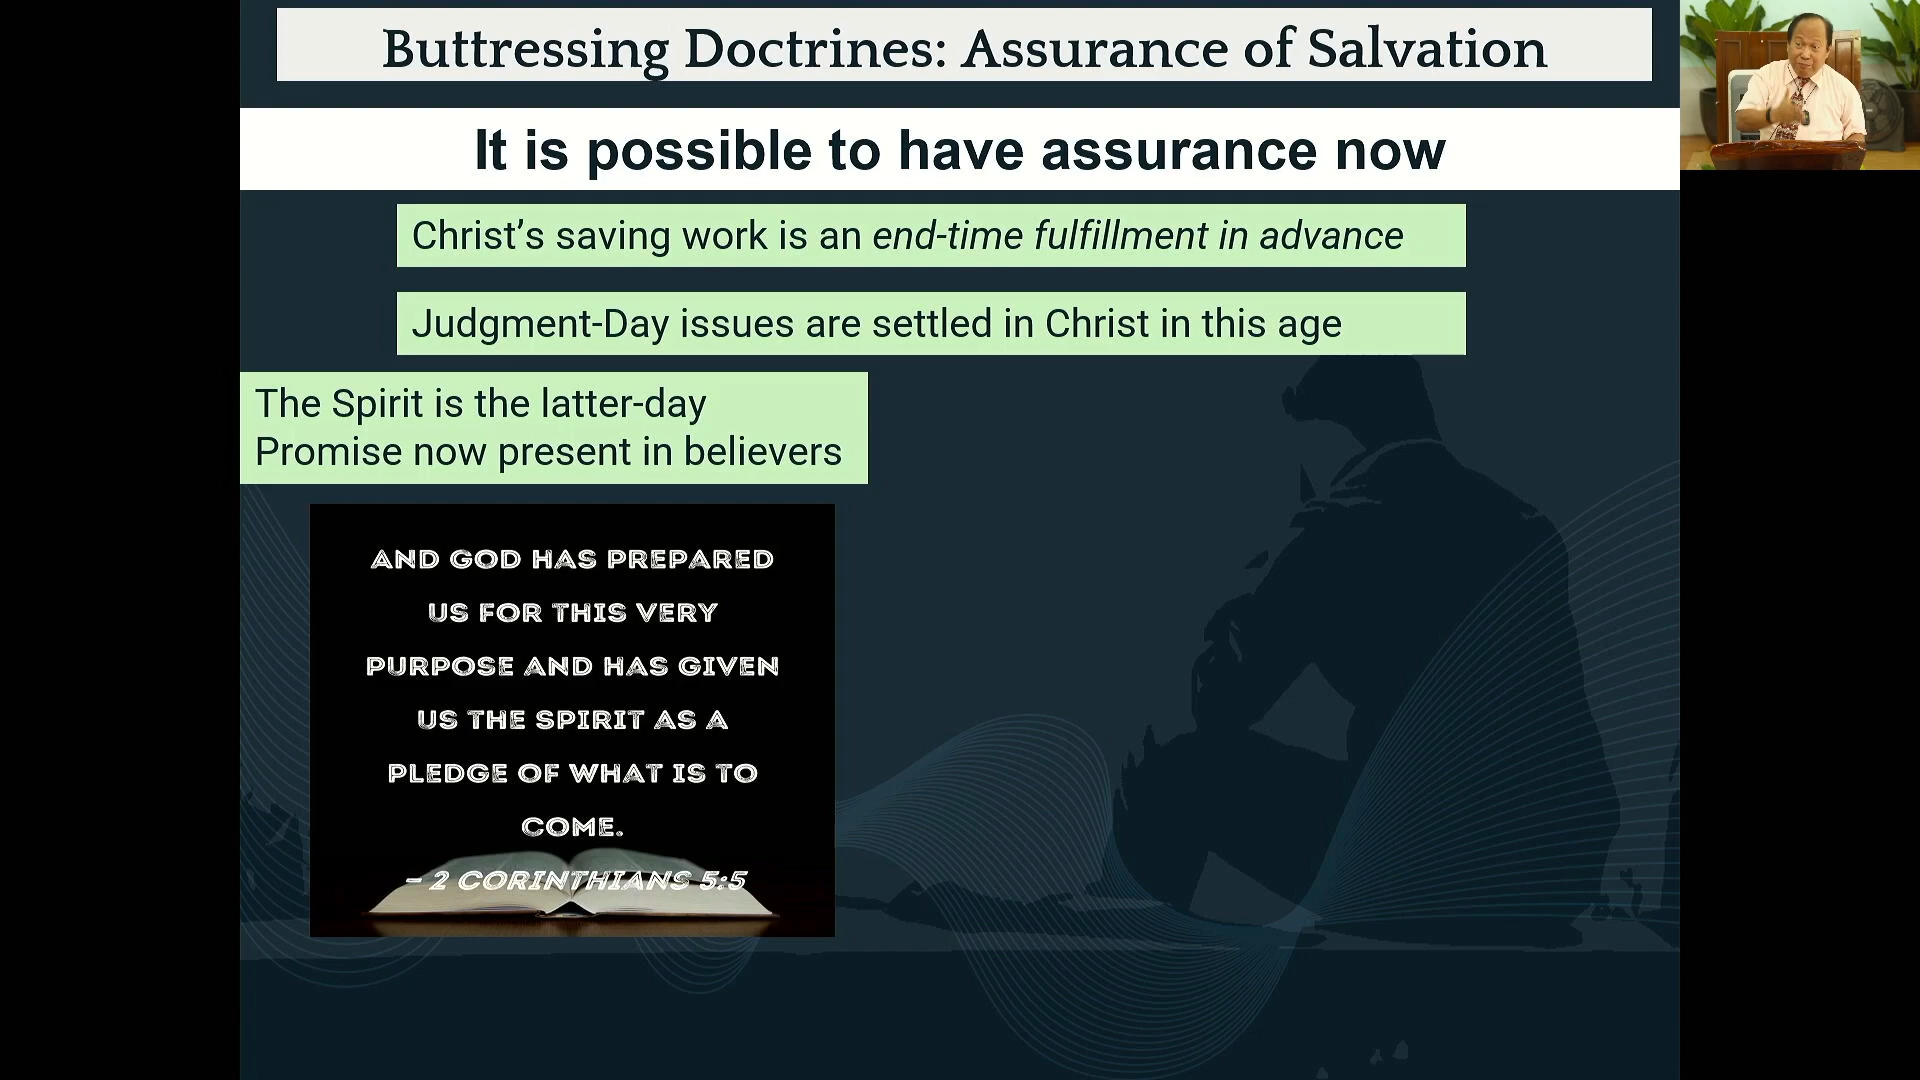 Buttressing Doctrines: Assurance of Salvation
It is possible to have assurance now
Christ’s saving work is an end-time fulfillment in advance
Judgment-Day issues are settled in Christ in this age
The Spirit is the latter-day
Promise now present in believers
AND GOD HAS PREPARED
US FOR THIS VERY
PURPOSE AND HAS GIVEN
US THE SPIRIT AS A
PLEDGE OF WHAT IS TO
COME.
– 2 CORINTHIANS 5:5